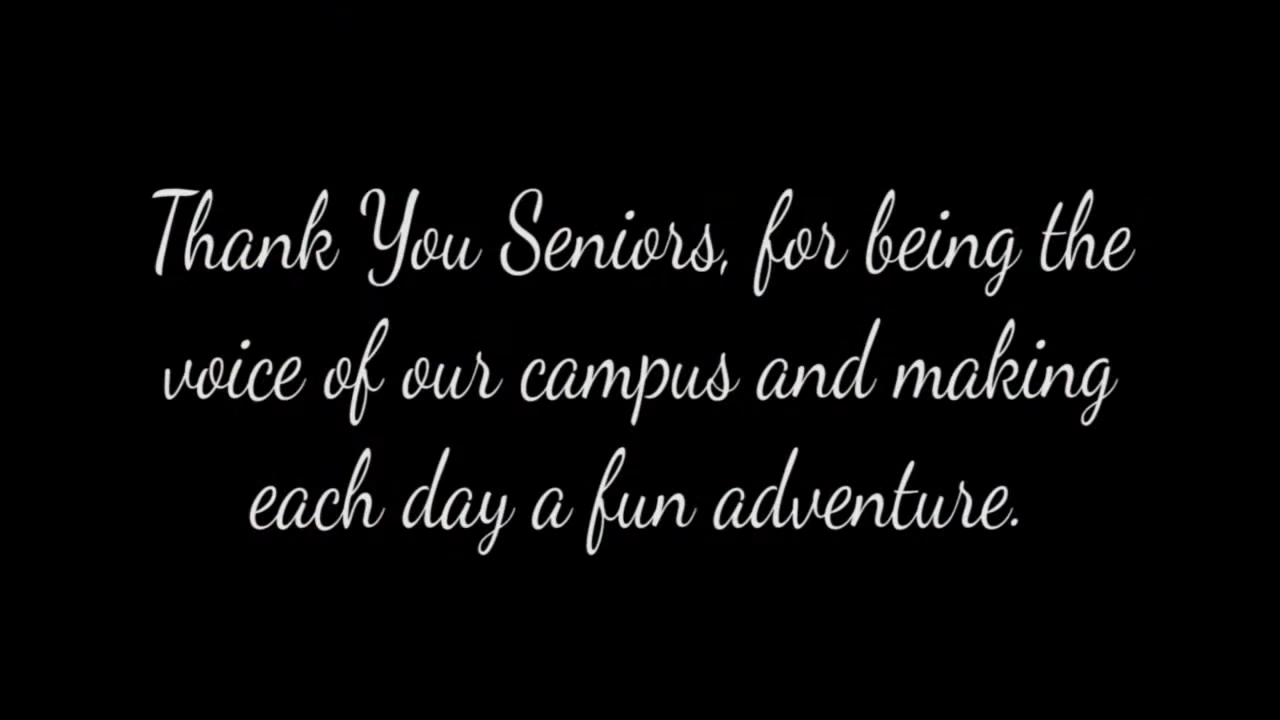 Thank You Seniors, for being the
voice of our campus and making
each day a fun adventure.